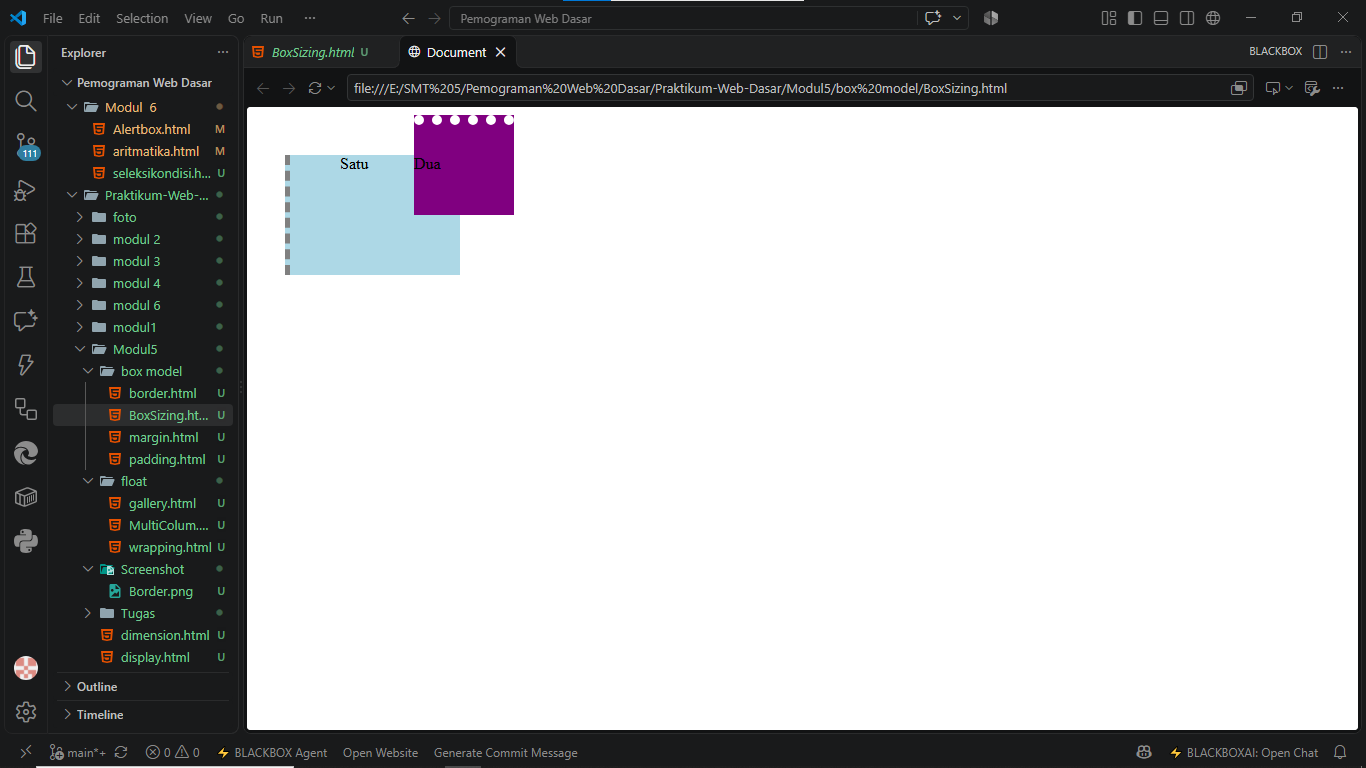 File Edit Selection View Go Run ··· Pemograman Web Dasar
Explorer ···
BoxSizing.html U Document BLACKBOX ···
file:///E:/SMT%205/Pemograman%20Web%20Dasar/Praktikum-Web-Dasar/Modul5/box%20model/BoxSizing.html ···
Pemograman Web Dasar
Modul 6
Alertbox.html M
aritmatika.html M
seleksikondisi.h... U
Praktikum-Web-...
foto
modul 2
modul 3
modul 4
modul 6
modul1
Modul5
box model
border.html U
BoxSizing.ht... U
margin.html U
padding.html U
float
gallery.html U
MultiColum.... U
wrapping.html U
Screenshot
Border.png U
Tugas
dimension.html U
display.html U
Outline
Timeline
111
Satu Dua
main*+ 0 0 BLACKBOX Agent Open Website Generate Commit Message BLACKBOXAI: Open Chat